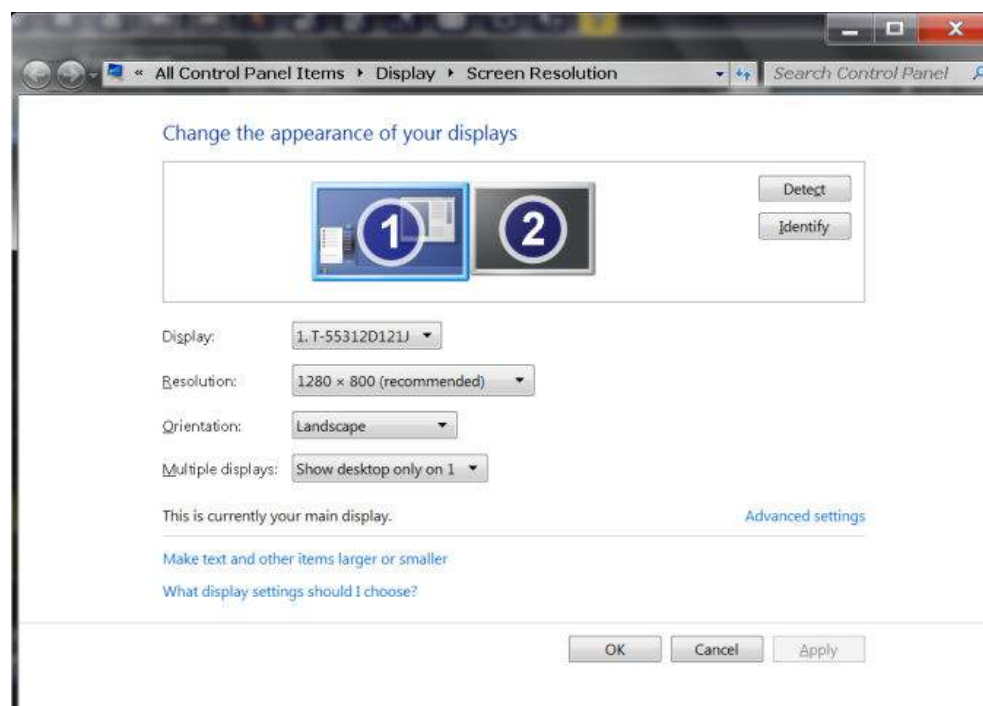 « All Control Panel Items ▸ Display ▸ Screen Resolution
Search Control Panel
Change the appearance of your displays
1
2
Detect
Identify
Display:
1. T-55312D121J
Resolution:
1280 × 800 (recommended)
Orientation:
Landscape
Multiple displays:
Show desktop only on 1
This is currently your main display.
Advanced settings
Make text and other items larger or smaller
What display settings should I choose?
OK
Cancel
Apply